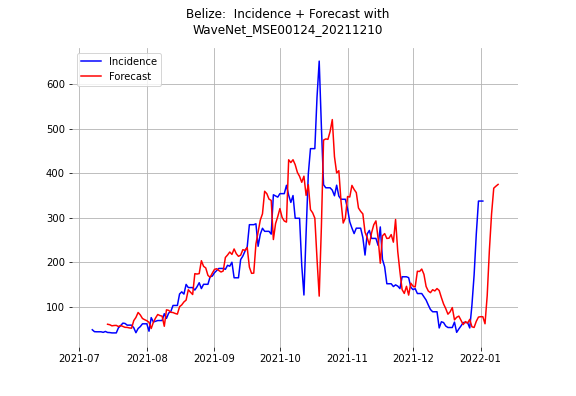 Belize:  Incidence + Forecast with
WaveNet_MSE00124_20211210
Incidence
Forecast
600
500
400
300
200
100
2021-07 2021-08 2021-09 2021-10 2021-11 2021-12 2022-01